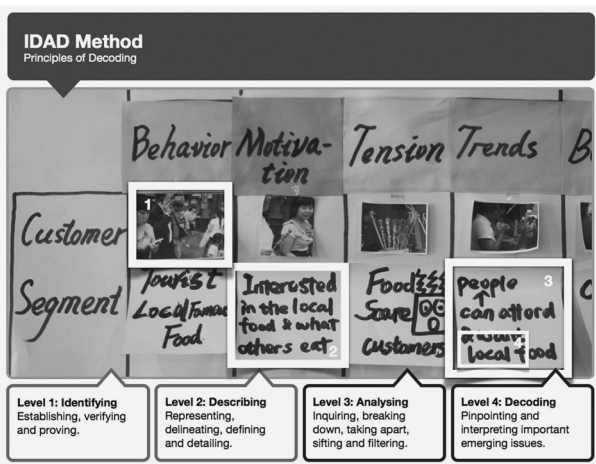 IDAD Method
Principles of Decoding
Behavior
Motiva-
tion
Tension
Trends
B
Customer
Segment
1
Tourist
Local Famous
Food.
Interested
in the local
food & what
others eat
2
Food
Scare
customers
people
can afford
& want
local food
3
4
Level 1: Identifying
Establishing, verifying
and proving.
Level 2: Describing
Representing,
delineating, defining
and detailing.
Level 3: Analysing
Inquiring, breaking
down, taking apart,
sifting and filtering.
Level 4: Decoding
Pinpointing and
interpreting important
emerging issues.